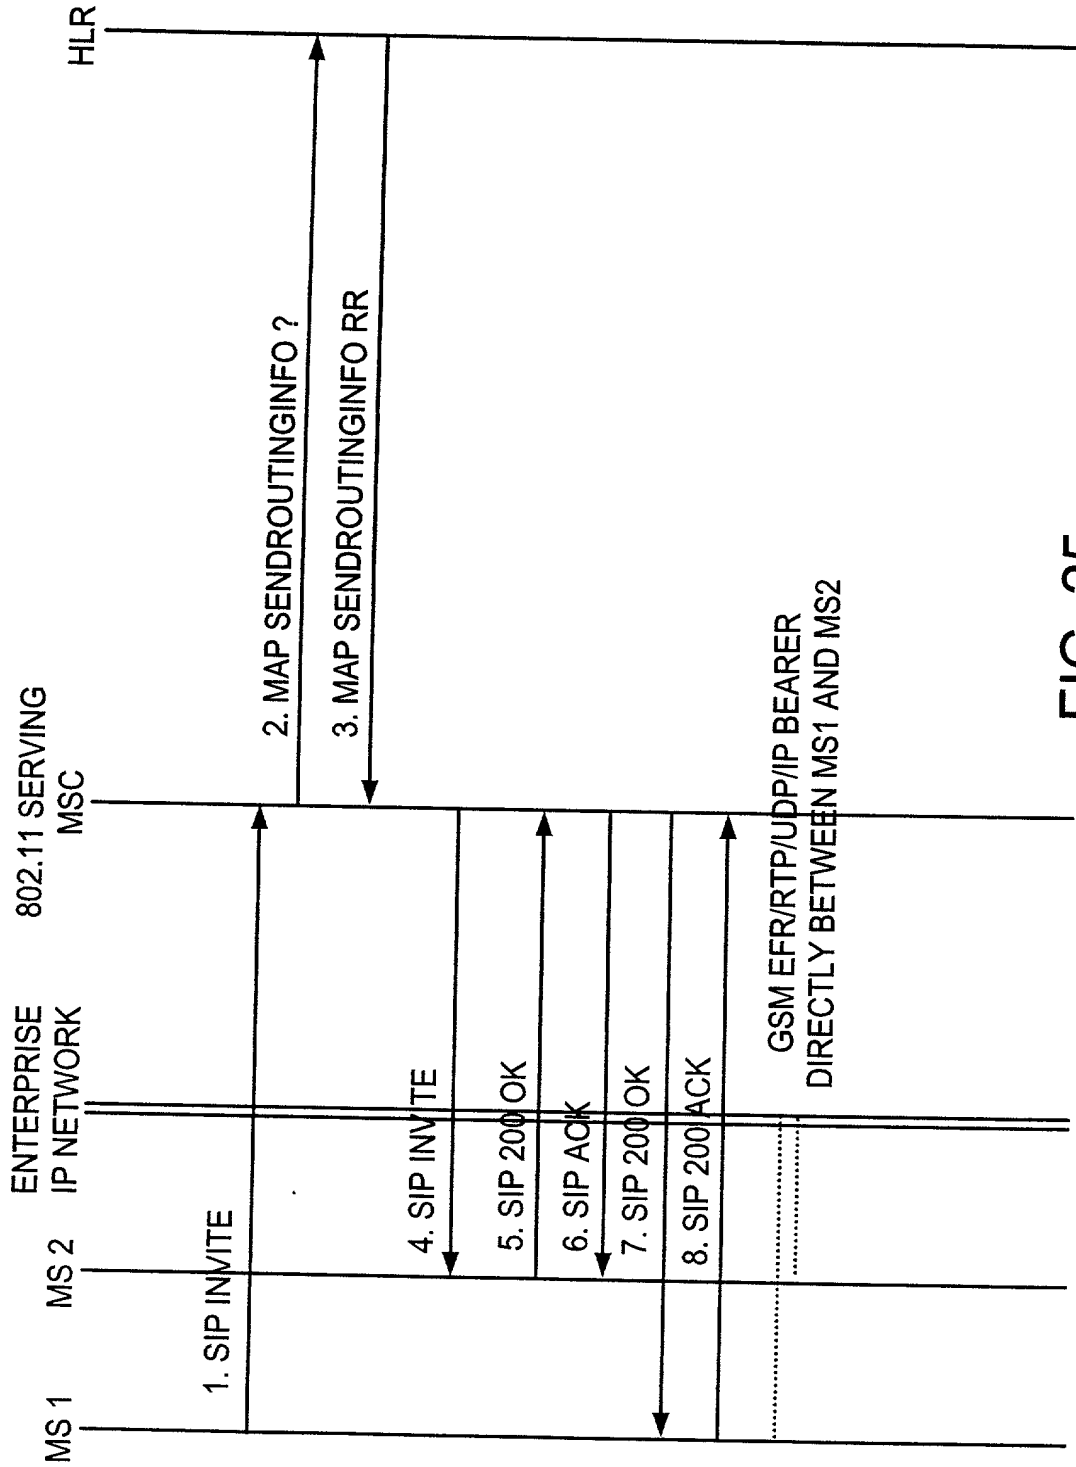 MS 1
MS 2
ENTERPRISE
IP NETWORK
802.11 SERVING
MSC
HLR
1. SIP INVITE
2. MAP SENDROUTINGINFO ?
3. MAP SENDROUTINGINFO RR
4. SIP INVITE
5. SIP 200 OK
6. SIP ACK
7. SIP 200 OK
8. SIP 200 ACK
GSM EFR/RTP/UDP/IP BEARER
DIRECTLY BETWEEN MS1 AND MS2